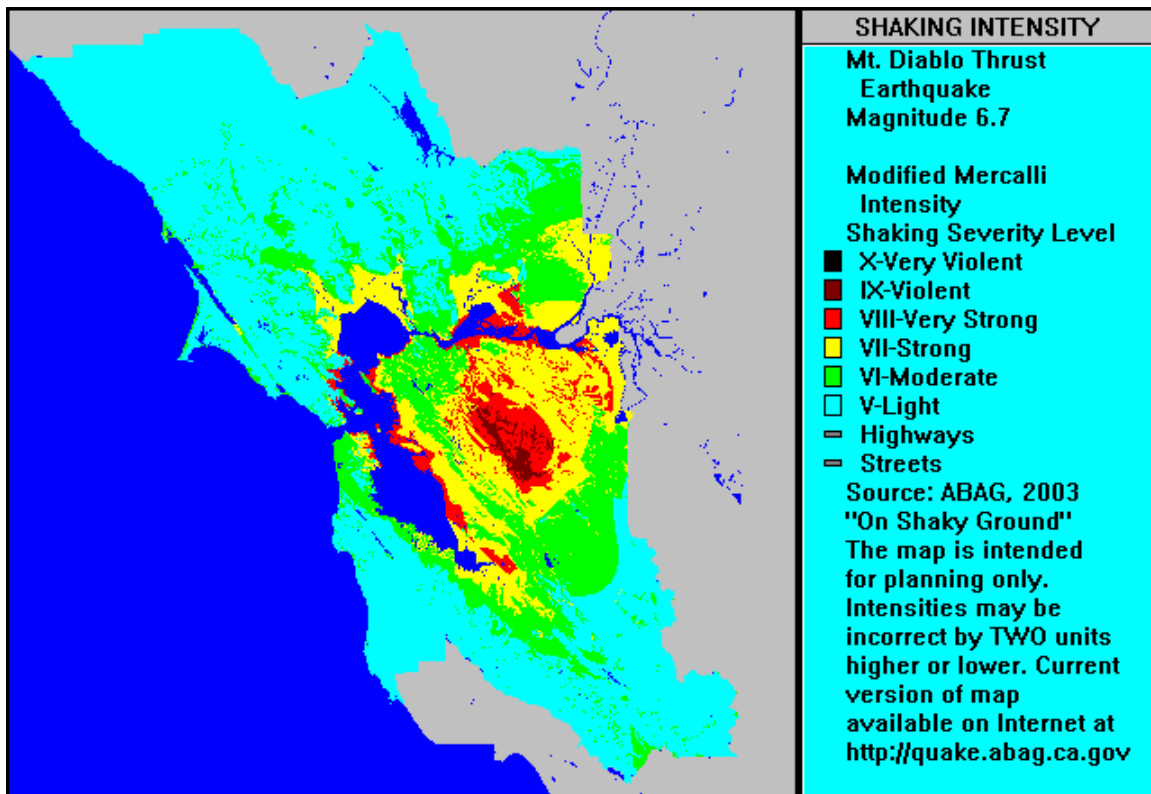 SHAKING INTENSITY
Mt. Diablo Thrust
Earthquake
Magnitude 6.7
Modified Mercalli
Intensity
Shaking Severity Level
X-Very Violent
IX-Violent
VIII-Very Strong
VII-Strong
VI-Moderate
V-Light
Highways
Streets
Source: ABAG, 2003
"On Shaky Ground"
The map is intended
for planning only.
Intensities may be
incorrect by TWO units
higher or lower. Current
version of map
available on Internet at
http://quake.abag.ca.gov